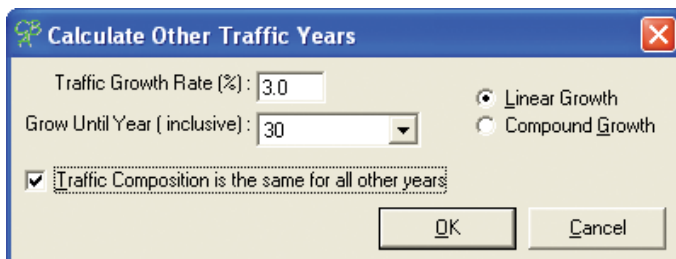 CB Calculate Other Traffic Years
Traffic Growth Rate (%) : 3.0
Linear Growth
Grow Until Year ( inclusive) : 30
Compound Growth
Traffic Composition is the same for all other years
OK Cancel